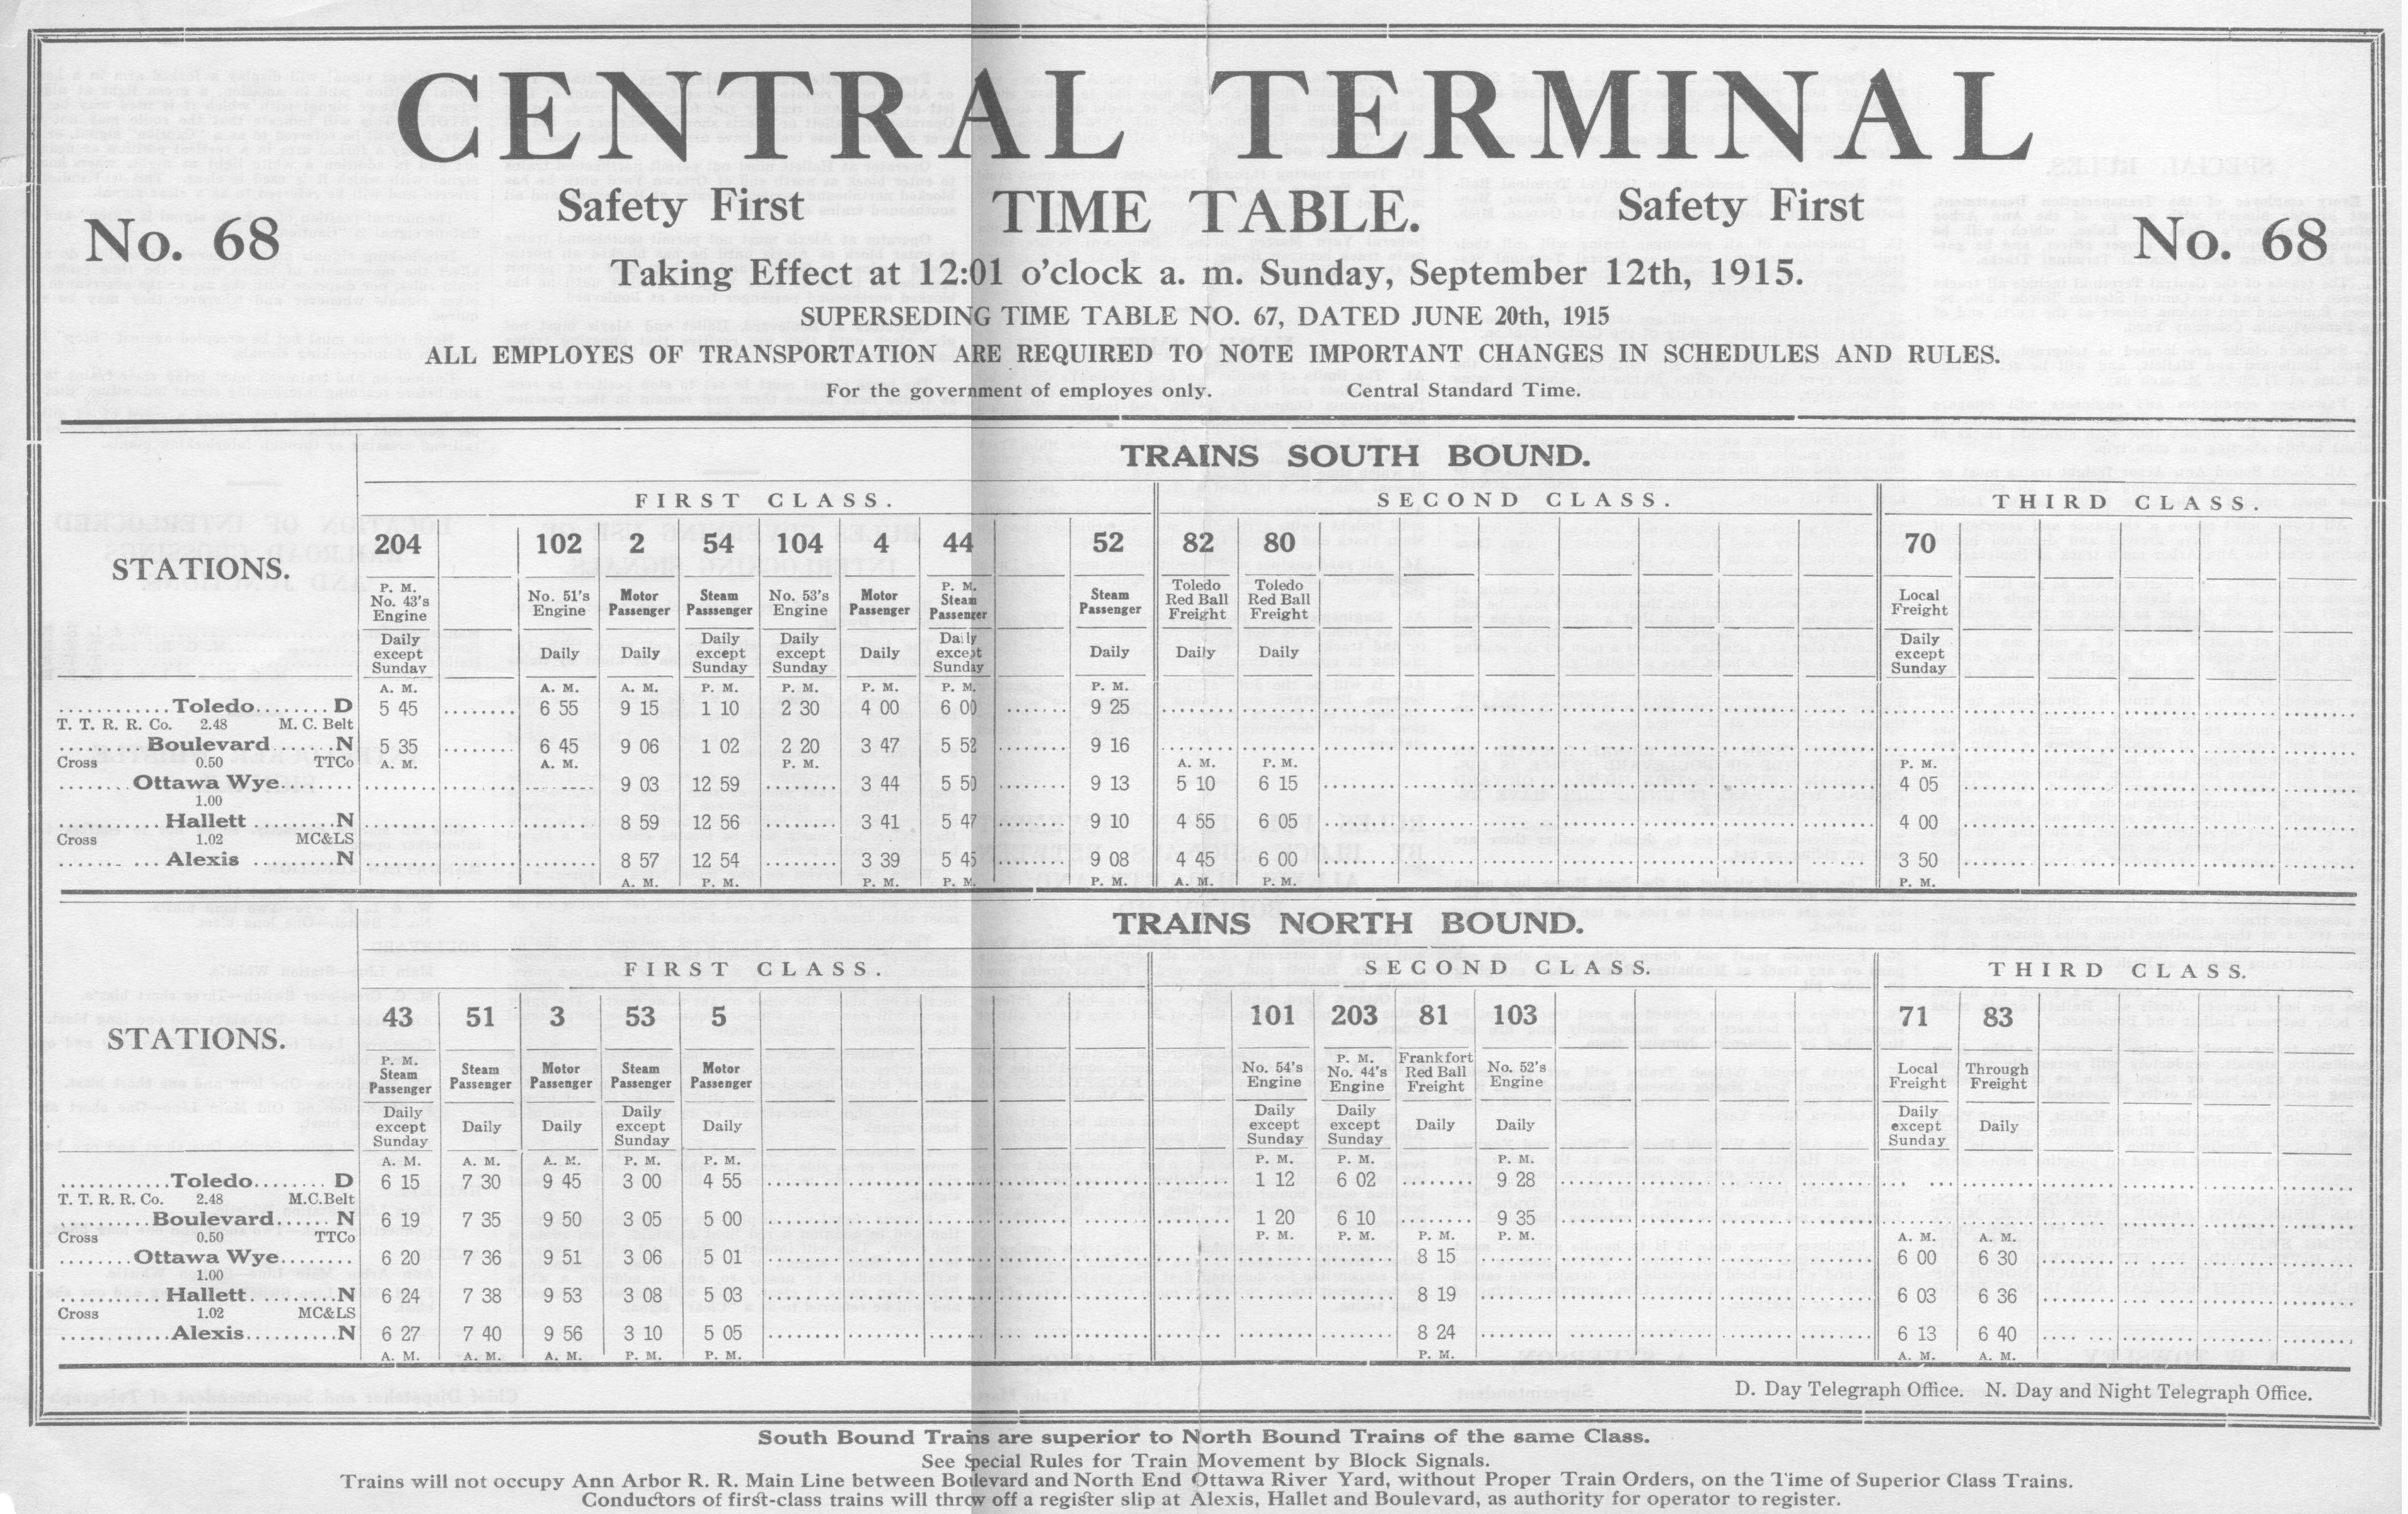 CENTRAL TERMINAL
Safety First TIME TABLE. Safety First
No. 68 No. 68
Taking Effect at 12:01 o'clock a. m. Sunday, September 12th, 1915.
SUPERSEDING TIME TABLE NO. 67, DATED JUNE 20th, 1915
ALL EMPLOYES OF TRANSPORTATION ARE REQUIRED TO NOTE IMPORTANT CHANGES IN SCHEDULES AND RULES.
For the government of employes only. Central Standard Time.
TRAINS SOUTH BOUND.
FIRST CLASS. SECOND CLASS. THIRD CLASS.
STATIONS.
204 102 2 54 104 4 44 52 82 80 70
P. M. No. 43's Engine No. 51's Engine Motor Passenger Steam Passsenger No. 53's Engine Motor Passenger P. M. Steam Passenger Steam Passenger Toledo Red Ball Freight Toledo Red Ball Freight Local Freight
Daily except Sunday Daily Daily Daily except Sunday Daily except Sunday Daily Daily except Sunday Daily Daily Daily Daily except Sunday
A. M. A. M. A. M. P. M. P. M. P. M. P. M. P. M.
Toledo D 5 45 6 55 9 15 1 10 2 30 4 00 6 00 9 25
T. T. R. R. Co. 2.48 M. C. Belt
Boulevard N 5 35 6 45 9 06 1 02 2 20 3 47 5 52 9 16
Cross 0.50 TTCo A. M. A. M. P. M. A. M. P. M. P. M.
Ottawa Wye 9 03 12 59 3 44 5 50 9 13 5 10 6 15 4 05
1.00
Hallett N 8 59 12 56 3 41 5 47 9 10 4 55 6 05 4 00
Cross 1.02 MC&LS
Alexis N 8 57 12 54 3 39 5 45 9 08 4 45 6 00 3 50
A. M. P. M. P. M. P. M. P. M. A. M. P. M. P. M.
TRAINS NORTH BOUND.
FIRST CLASS. SECOND CLASS. THIRD CLASS.
STATIONS.
43 51 3 53 5 101 203 81 103 71 83
P. M. Steam Passenger Steam Passenger Motor Passenger Steam Passenger Motor Passenger No. 54's Engine P. M. No. 44's Engine Frankfort Red Ball Freight No. 52's Engine Local Freight Through Freight
Daily except Sunday Daily Daily Daily except Sunday Daily Daily except Sunday Daily except Sunday Daily Daily Daily except Sunday Daily
A. M. A. M. A. M. P. M. P. M. P. M. P. M. P. M.
Toledo D 6 15 7 30 9 45 3 00 4 55 1 12 6 02 9 28
T. T. R. R. Co. 2.48 M.C.Belt
Boulevard N 6 19 7 35 9 50 3 05 5 00 1 20 6 10 9 35
Cross 0.50 TTCo P. M. P. M. P. M. P. M. A. M. A. M.
Ottawa Wye 6 20 7 36 9 51 3 06 5 01 8 15 6 00 6 30
1.00
Hallett N 6 24 7 38 9 53 3 08 5 03 8 19 6 03 6 36
Cross 1.02 MC&LS
Alexis N 6 27 7 40 9 56 3 10 5 05 8 24 6 13 6 40
A. M. A. M. A. M. P. M. P. M. P. M. A. M. A. M.
D. Day Telegraph Office. N. Day and Night Telegraph Office.
South Bound Trains are superior to North Bound Trains of the same Class.
See Special Rules for Train Movement by Block Signals.
Trains will not occupy Ann Arbor R. R. Main Line between Boulevard and North End Ottawa River Yard, without Proper Train Orders, on the Time of Superior Class Trains.
Conductors of first-class trains will throw off a register slip at Alexis, Hallet and Boulevard, as authority for operator to register.